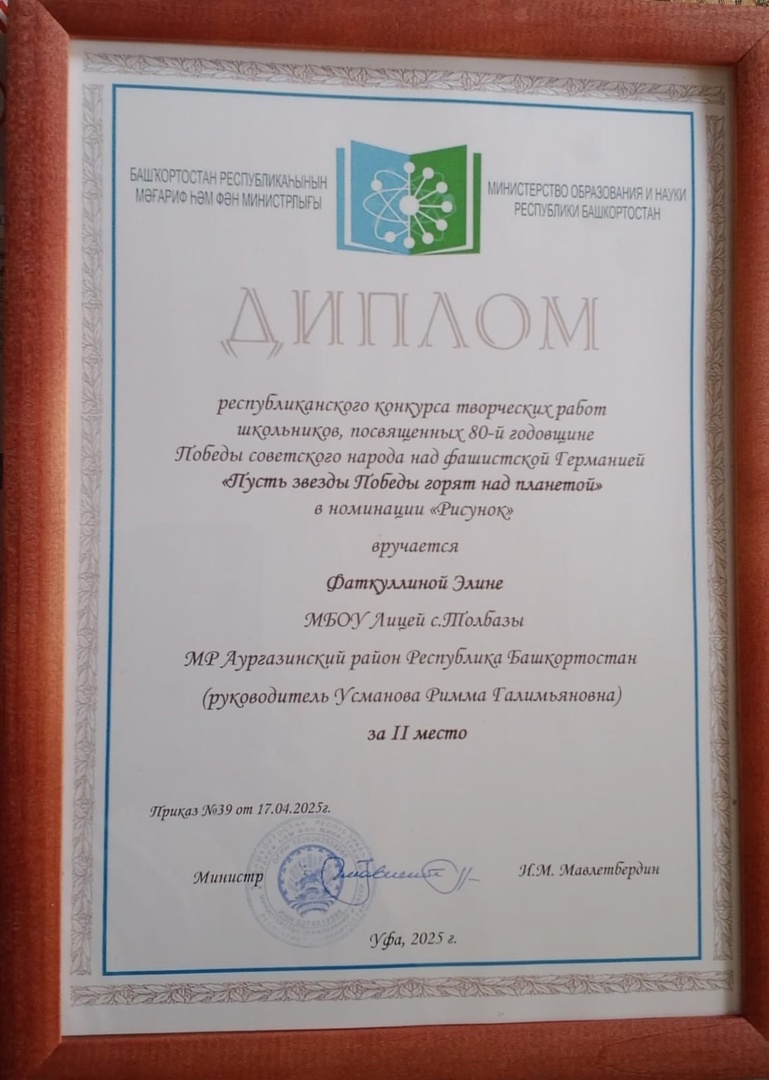 БАШҠОРТОСТАН РЕСПУБЛИКАҺЫНЫҢ
МӘҒАРИФ ҺӘМ ФӘН МИНИСТРЛЫҒЫ
МИНИСТЕРСТВО ОБРАЗОВАНИЯ И НАУКИ
РЕСПУБЛИКИ БАШКОРТОСТАН
ДИПЛОМ
республиканского конкурса творческих работ
школьников, посвященных 80-й годовщине
Победы советского народа над фашистской Германией
«Пусть звезды Победы горят над планетой»
в номинации «Рисунок»
вручается
Фаткуллиной Элине
МБОУ Лицей с.Толбазы
МР Аургазинский район Республика Башкортостан
(руководитель Усманова Римма Галимьяновна)
за II место
Приказ №39 от 17.04.2025г.
Министр
И.М. Мавлетбердин
Уфа, 2025 г.